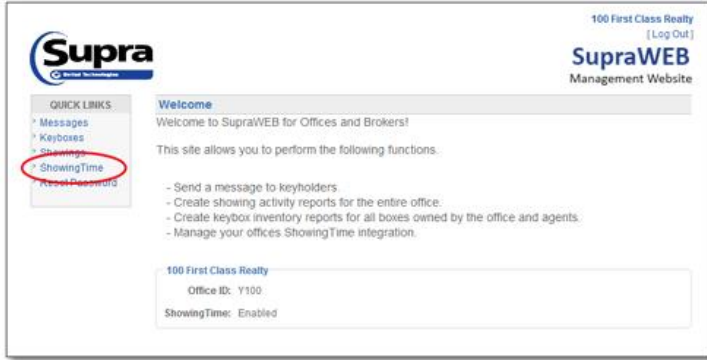 100 First Class Realty
[ Log Out ]
Supra
SupraWEB
Management Website
QUICK LINKS
Messages
Keyboxes
Showings
ShowingTime
Reset Password
Welcome
Welcome to SupraWEB for Offices and Brokers!
This site allows you to perform the following functions.
- Send a message to keyholders.
- Create showing activity reports for the entire office.
- Create keybox inventory reports for all boxes owned by the office and agents.
- Manage your offices ShowingTime integration.
100 First Class Realty
Office ID: Y100
ShowingTime: Enabled